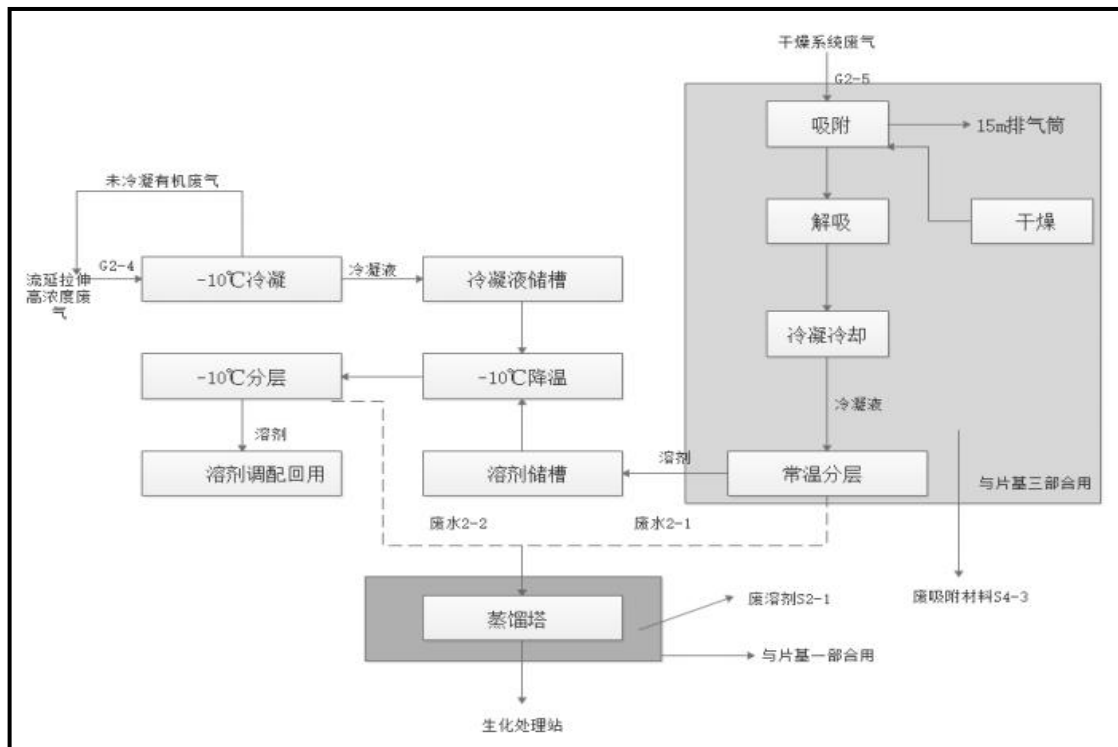 干燥系统废气
G2-5
吸附
15m排气筒
未冷凝有机废气
解吸
干燥
G2-4
流延拉伸
高浓度废
气
-10℃冷凝
冷凝液
冷凝液储槽
冷凝冷却
-10℃分层
-10℃降温
冷凝液
溶剂
溶剂调配回用
溶剂储槽
溶剂
常温分层
与片基三部合用
废水2-2
废水2-1
蒸馏塔
废溶剂S2-1
废吸附材料S4-3
与片基一部合用
生化处理站